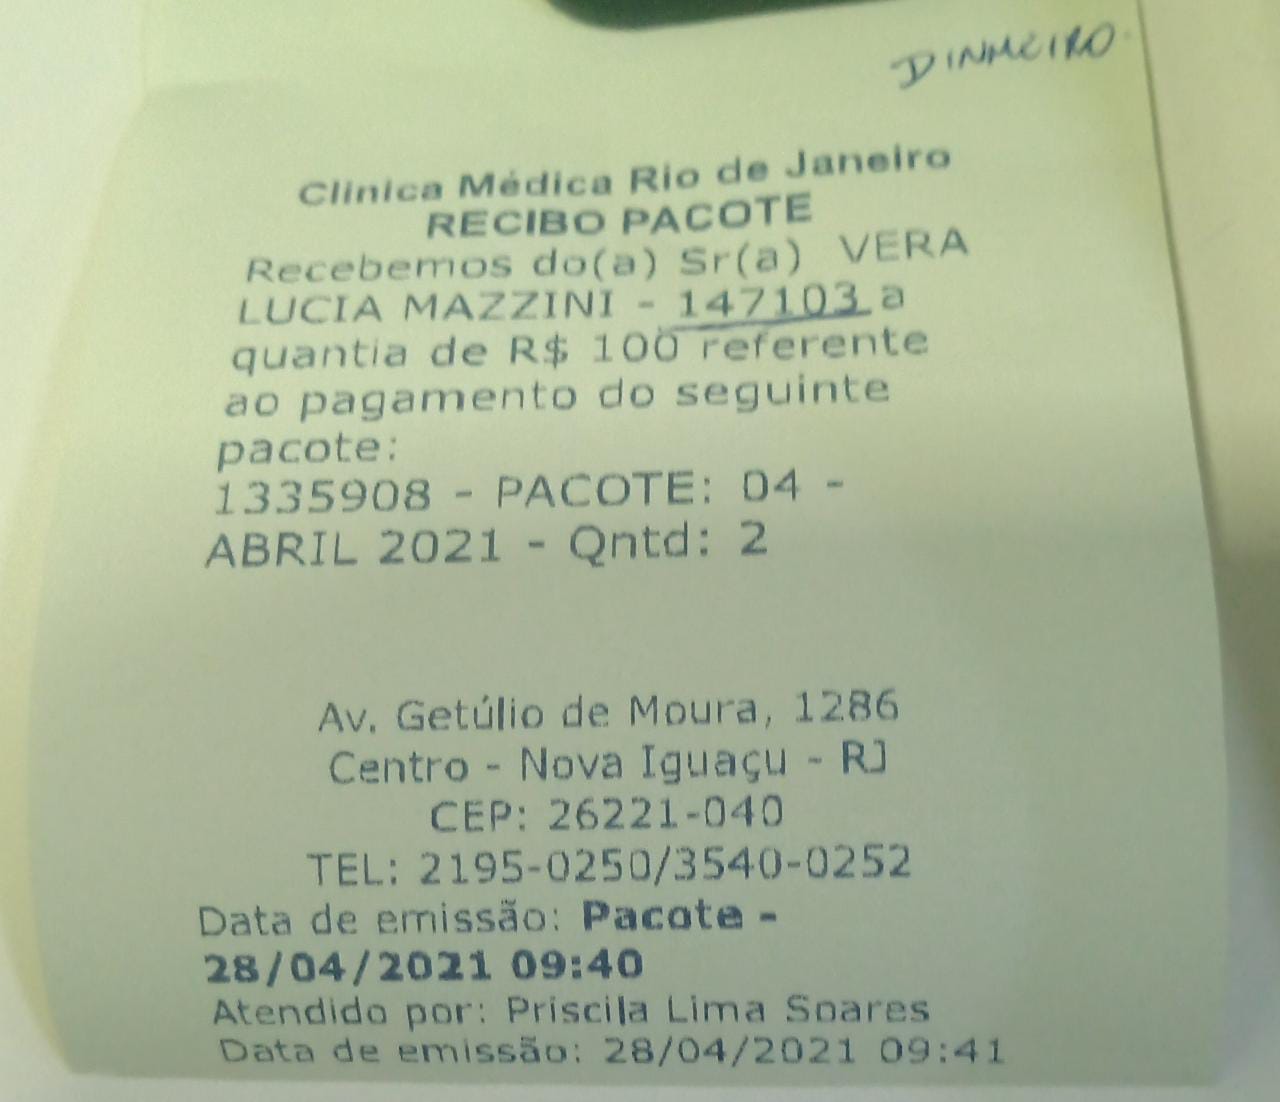 DINHEIRO.
Clinica Médica Rio de Janeiro
RECIBO PACOTE
Recebemos do(a) Sr(a) VERA
LUCIA MAZZINI - 147103 a
quantia de R$ 100 referente
ao pagamento do seguinte
pacote:
1335908 - PACOTE: 04 -
ABRIL 2021 - Qntd: 2
Av. Getúlio de Moura, 1286
Centro - Nova Iguaçu - RJ
CEP: 26221-040
TEL: 2195-0250/3540-0252
Data de emissão: Pacote -
28/04/2021 09:40
Atendido por: Priscila Lima Soares
Data de emissão: 28/04/2021 09:41